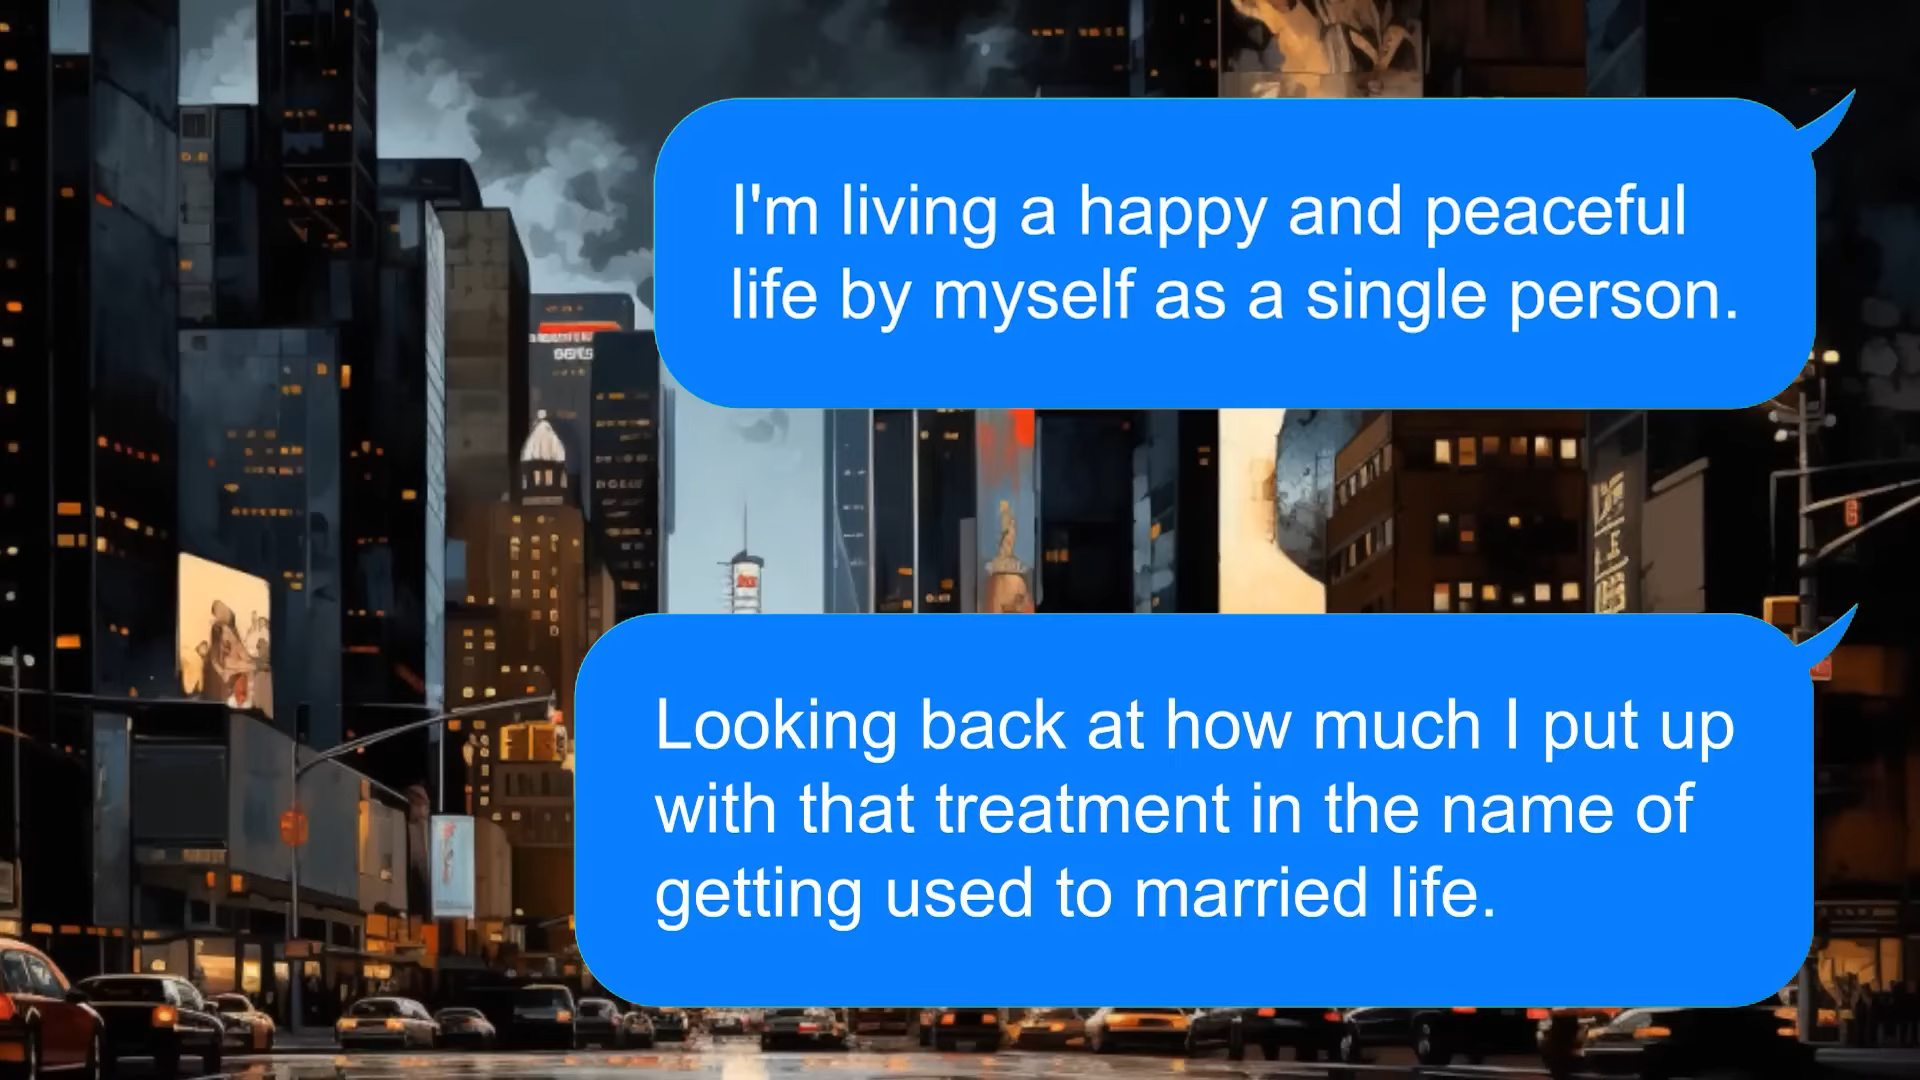 I'm living a happy and peaceful
life by myself as a single person.
Looking back at how much I put up
with that treatment in the name of
getting used to married life.